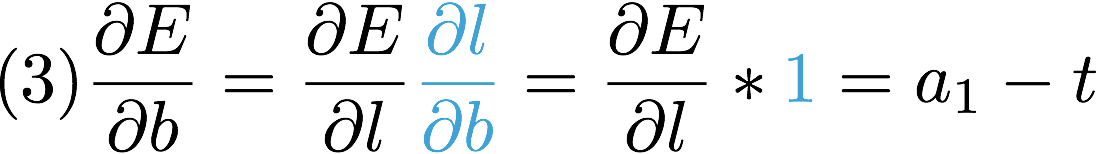 (3) ∂E/∂b = ∂E/∂l ∂l/∂b = ∂E/∂l * 1 = a₁ − t